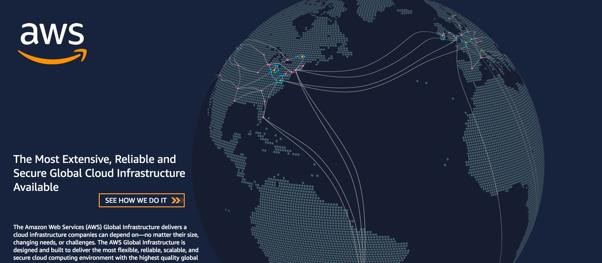 aws
The Most Extensive, Reliable and
Secure Global Cloud Infrastructure
Available
SEE HOW WE DO IT
The Amazon Web Services (AWS) Global Infrastructure delivers a
cloud infrastructure companies can depend on—no matter their size,
changing needs, or challenges. The AWS Global Infrastructure is
designed and built to deliver the most flexible, reliable, scalable, and
secure cloud computing environment with the highest quality global